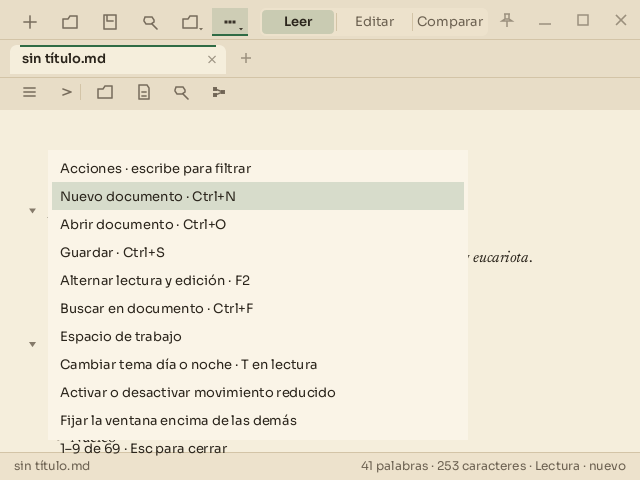 Leer Editar Comparar
sin título.md × +
Acciones · escribe para filtrar
Nuevo documento · Ctrl+N
Abrir documento · Ctrl+O
eucariota.
Guardar · Ctrl+S
Alternar lectura y edición · F2
Buscar en documento · Ctrl+F
Espacio de trabajo
Cambiar tema día o noche · T en lectura
Activar o desactivar movimiento reducido
Fijar la ventana encima de las demás
1–9 de 69 · Esc para cerrar
sin título.md 41 palabras · 253 caracteres · Lectura · nuevo